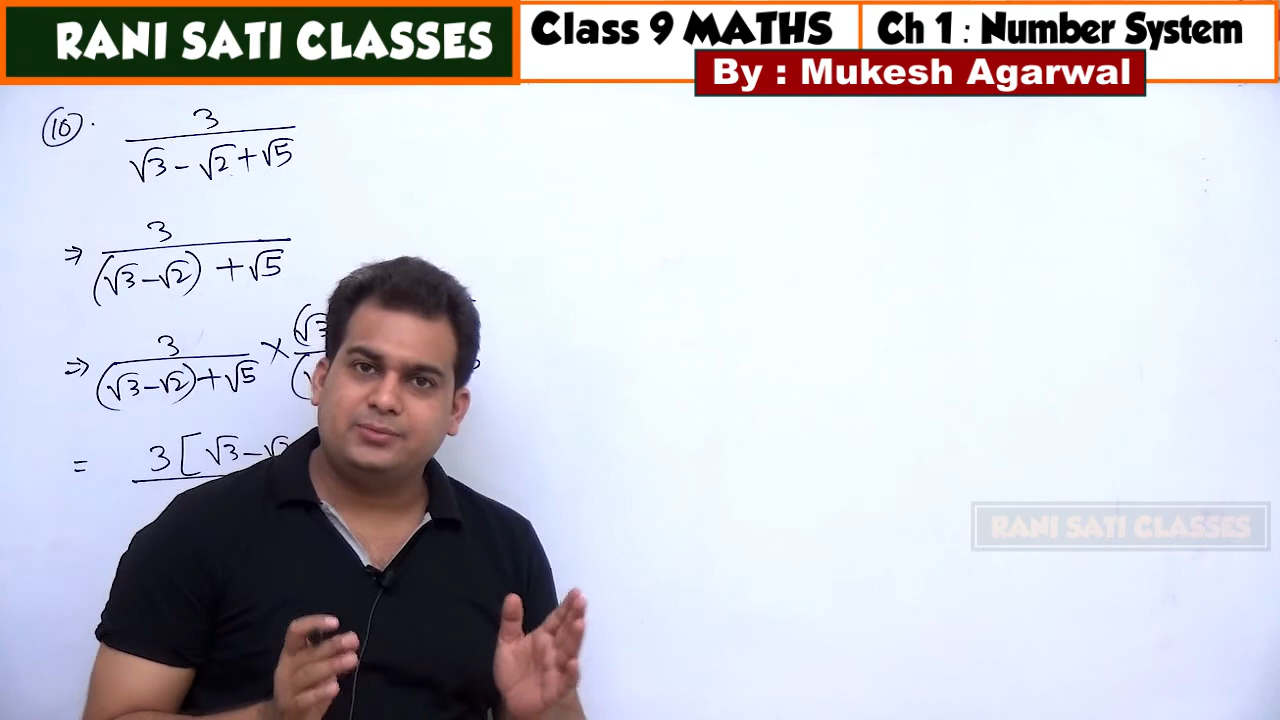 RANI SATI CLASSES
Class 9 MATHS
Ch 1 : Number System
By : Mukesh Agarwal
(10).
3
√3 - √2 + √5
⇒ 3
(√3-√2) + √5
⇒ 3 × (√3
(√3-√2)+√5 (√
= 3[√3-√
RANI SATI CLASSES